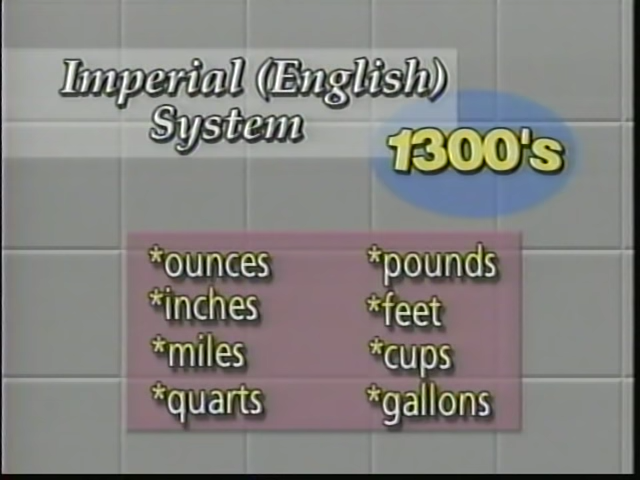 Imperial (English)
System
1300's
*ounces
*inches
*miles
*quarts
*pounds
*feet
*cups
*gallons